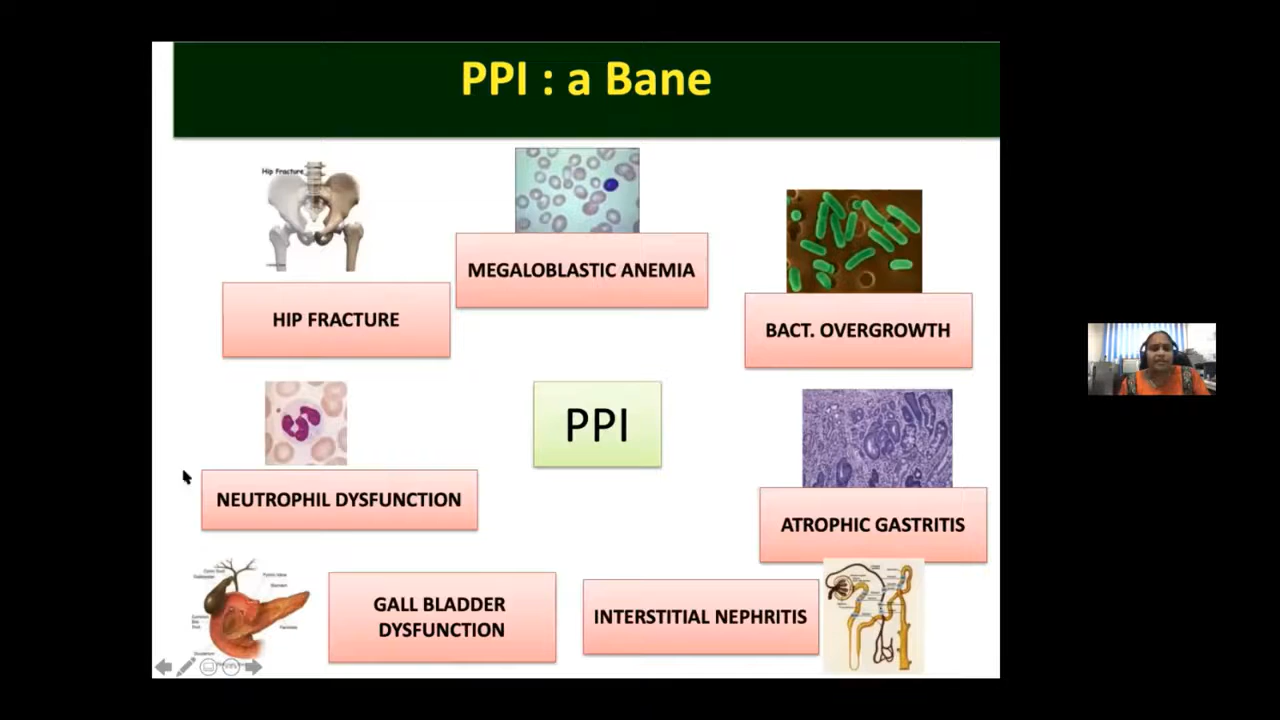 PPI : a Bane
Hip Fracture
MEGALOBLASTIC ANEMIA
HIP FRACTURE
BACT. OVERGROWTH
PPI
NEUTROPHIL DYSFUNCTION
ATROPHIC GASTRITIS
GALL BLADDER
DYSFUNCTION
INTERSTITIAL NEPHRITIS